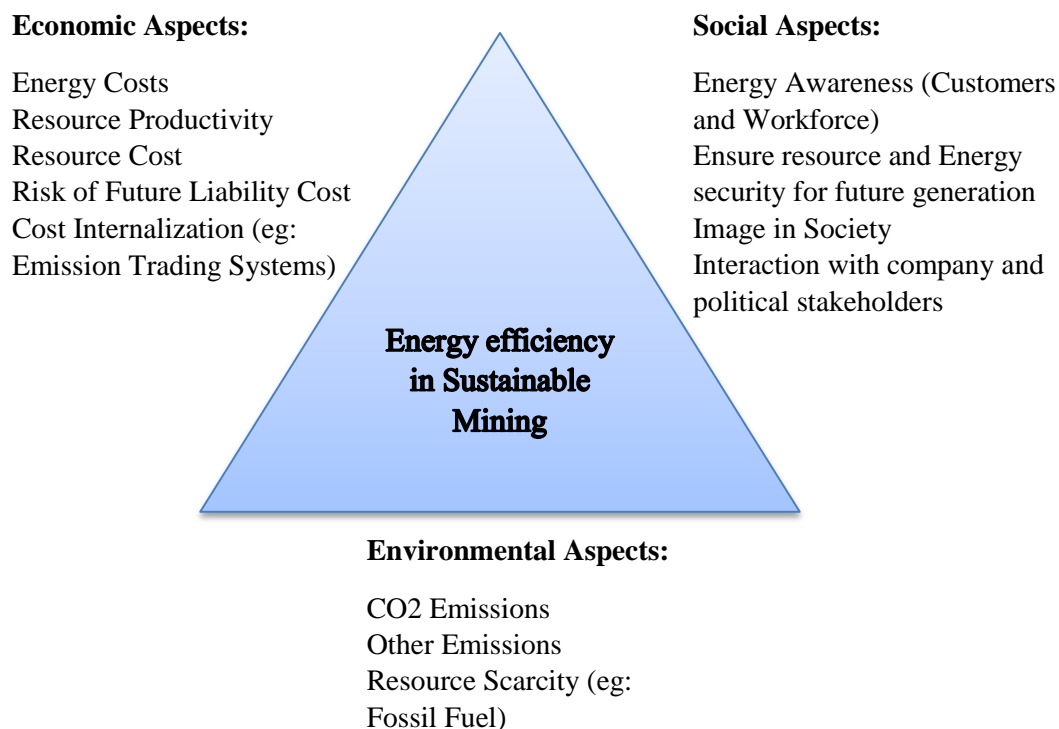 Economic Aspects:
Energy Costs
Resource Productivity
Resource Cost
Risk of Future Liability Cost
Cost Internalization (eg:
Emission Trading Systems)
Social Aspects:
Energy Awareness (Customers
and Workforce)
Ensure resource and Energy
security for future generation
Image in Society
Interaction with company and
political stakeholders
Energy efficiency
in Sustainable
Mining
Environmental Aspects:
CO2 Emissions
Other Emissions
Resource Scarcity (eg:
Fossil Fuel)